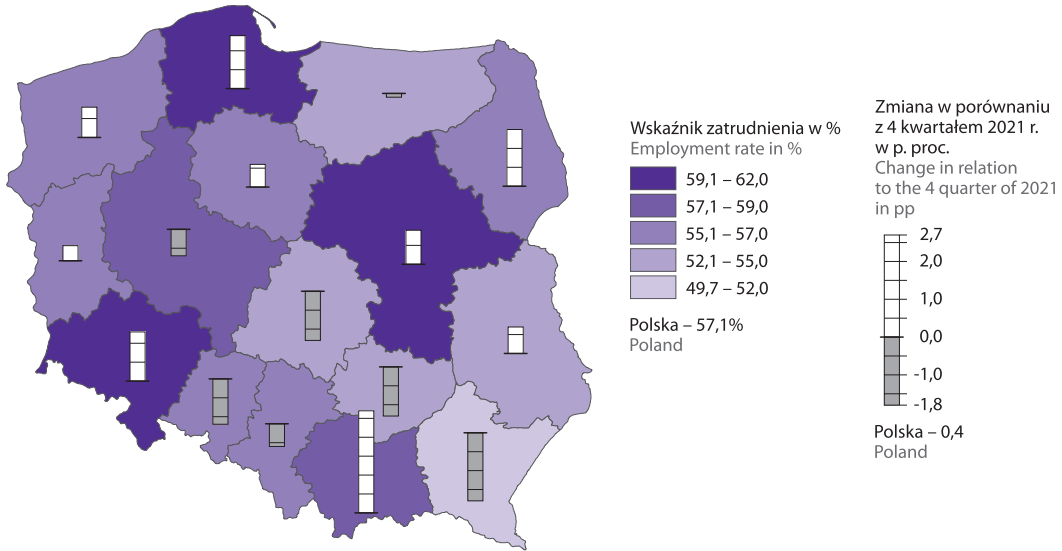 Wskaźnik zatrudnienia w %
Employment rate in %
59,1 – 62,0
57,1 – 59,0
55,1 – 57,0
52,1 – 55,0
49,7 – 52,0
Polska – 57,1%
Poland
Zmiana w porównaniu
z 4 kwartałem 2021 r.
w p. proc.
Change in relation
to the 4 quarter of 2021
in pp
2,7
2,0
1,0
0,0
-1,0
-1,8
Polska – 0,4
Poland